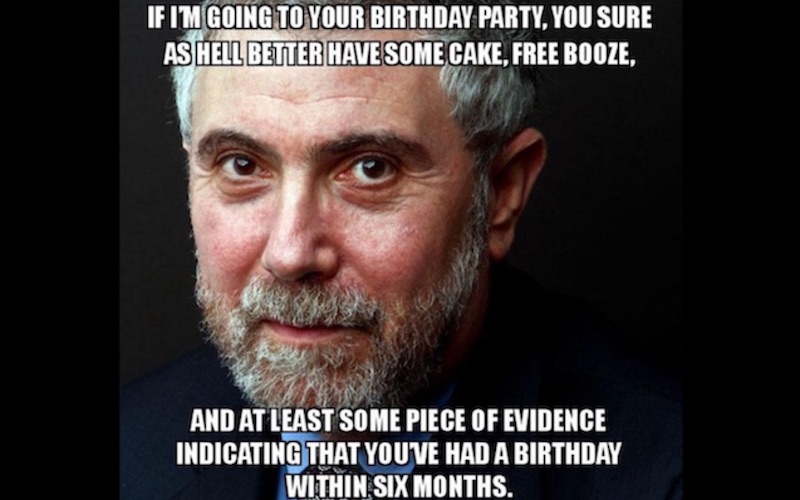 IF I'M GOING TO YOUR BIRTHDAY PARTY, YOU SURE
AS HELL BETTER HAVE SOME CAKE, FREE BOOZE,
AND AT LEAST SOME PIECE OF EVIDENCE
INDICATING THAT YOU'VE HAD A BIRTHDAY
WITHIN SIX MONTHS.